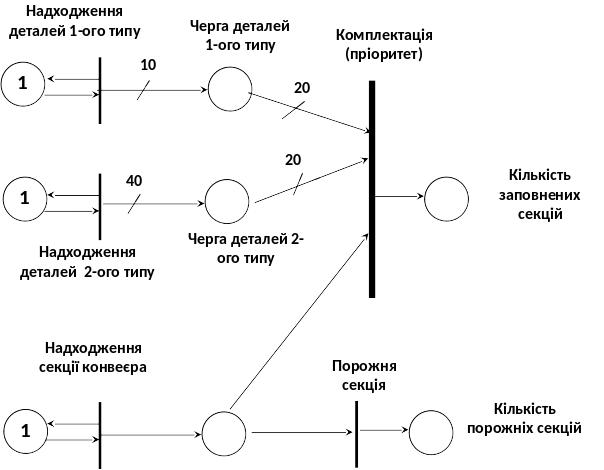 Надходження
деталей 1-ого типу
Черга деталей
1-ого типу
Комплектація
(пріоритет)
1
10
20
1
40
20
Кількість
заповнених
секцій
Надходження
деталей 2-ого типу
Черга деталей 2-
ого типу
Надходження
секції конвеєра
Порожня
секція
1
Кількість
порожніх секцій